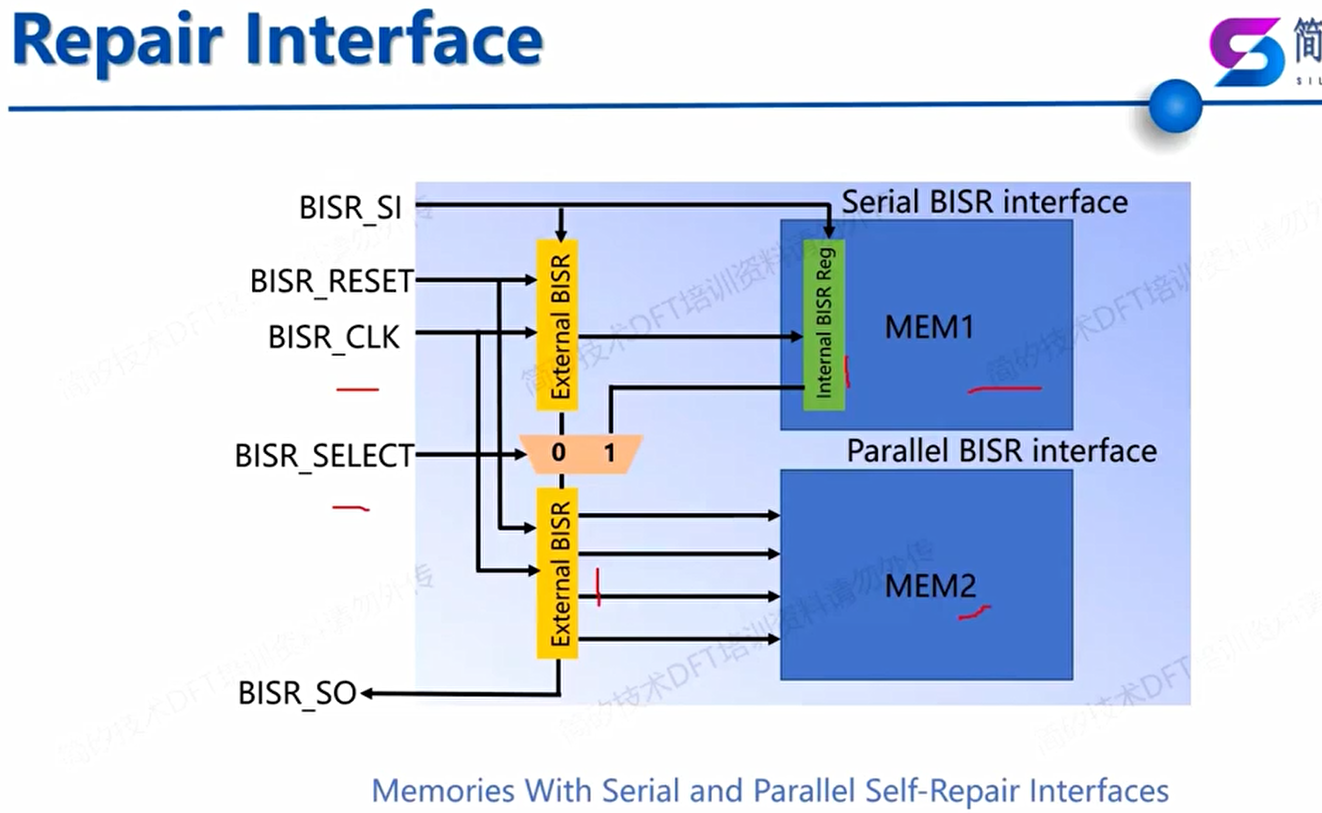 Repair Interface
简
SIL
BISR_SI
Serial BISR interface
BISR_RESET
External BISR
Internal BISR Reg
MEM1
BISR_CLK
BISR_SELECT
0 1
Parallel BISR interface
External BISR
MEM2
BISR_SO
Memories With Serial and Parallel Self-Repair Interfaces
简矽技术DFT培训资料请勿外传